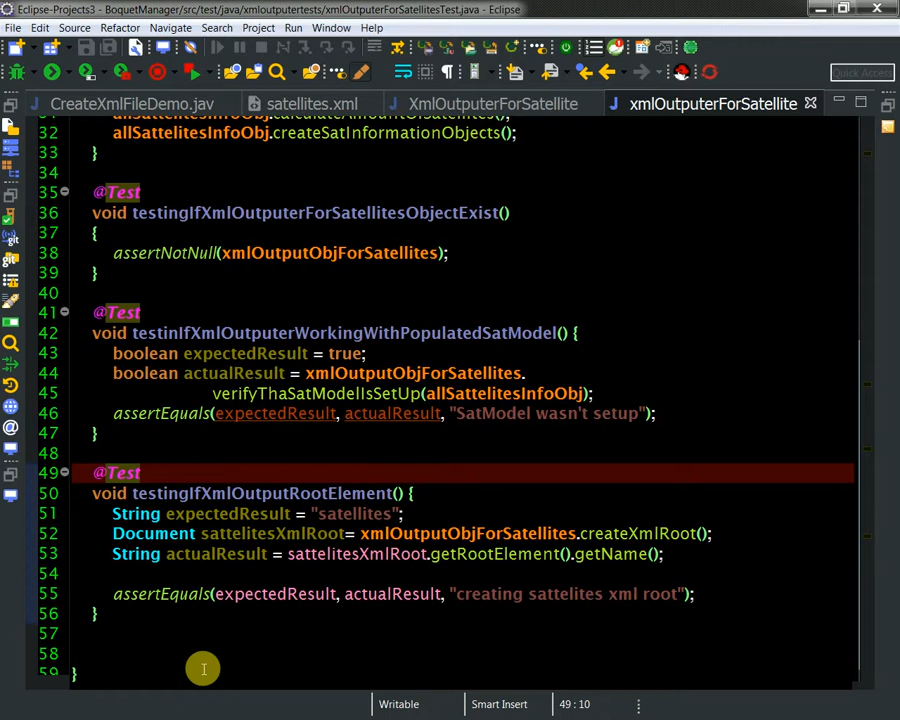 Eclipse-Projects3 - BoquetManager/src/test/java/xmloutputertests/xmlOutputerForSatellitesTest.java - Eclipse
File Edit Source Refactor Navigate Search Project Run Window Help
Quick Access
CreateXmlFileDemo.jav satellites.xml XmlOutputerForSatellite xmlOutputerForSatellite
allSattelitesInfoObj.calculateAmountOfSatellites();
32 allSattelitesInfoObj.createSatInformationObjects();
33 }
34
35 @Test
36 void testingIfXmlOutputerForSatellitesObjectExist()
37 {
38 assertNotNull(xmlOutputObjForSatellites);
39 }
40
41 @Test
42 void testinIfXmlOutputerWorkingWithPopulatedSatModel() {
43 boolean expectedResult = true;
44 boolean actualResult = xmlOutputObjForSatellites.
45 verifyThaSatModelIsSetUp(allSattelitesInfoObj);
46 assertEquals(expectedResult, actualResult, "SatModel wasn't setup");
47 }
48
49 @Test
50 void testingIfXmlOutputRootElement() {
51 String expectedResult = "satellites";
52 Document sattelitesXmlRoot= xmlOutputObjForSatellites.createXmlRoot();
53 String actualResult = sattelitesXmlRoot.getRootElement().getName();
54
55 assertEquals(expectedResult, actualResult, "creating sattelites xml root");
56 }
57
58
59 }
Writable Smart Insert 49 : 10